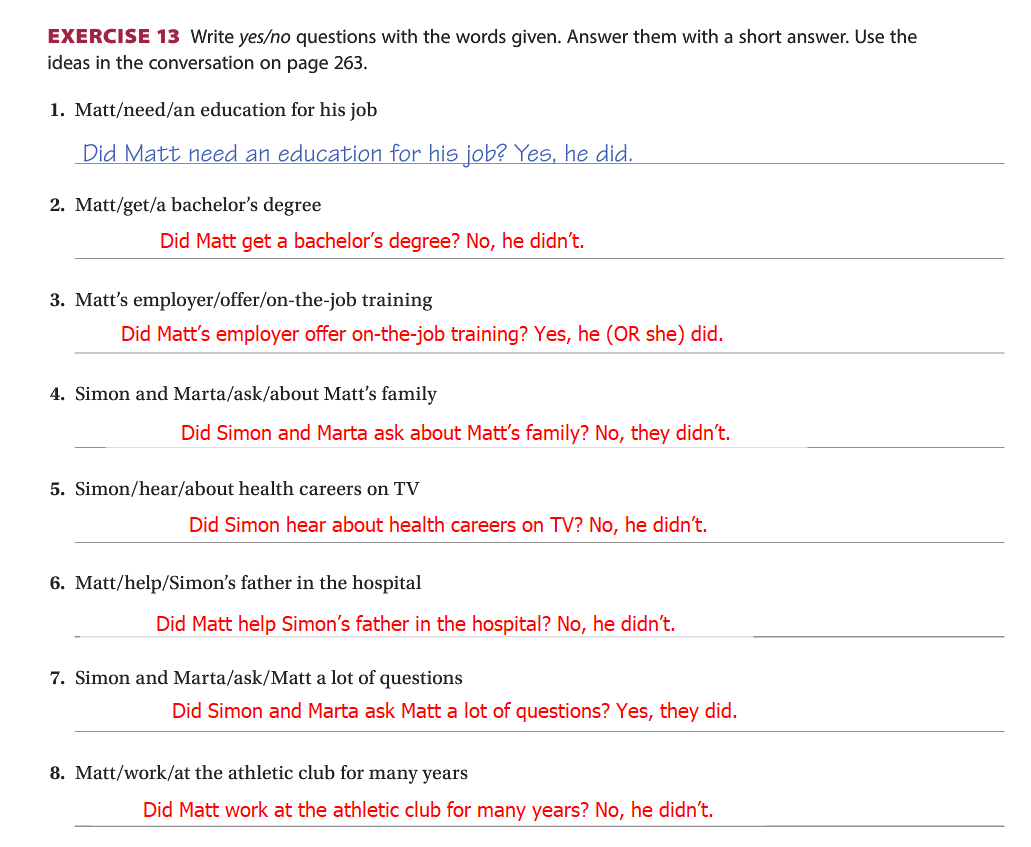 EXERCISE 13 Write yes/no questions with the words given. Answer them with a short answer. Use the
ideas in the conversation on page 263.
1. Matt/need/an education for his job
Did Matt need an education for his job? Yes, he did.
2. Matt/get/a bachelor’s degree
Did Matt get a bachelor’s degree? No, he didn’t.
3. Matt’s employer/offer/on-the-job training
Did Matt’s employer offer on-the-job training? Yes, he (OR she) did.
4. Simon and Marta/ask/about Matt’s family
Did Simon and Marta ask about Matt’s family? No, they didn’t.
5. Simon/hear/about health careers on TV
Did Simon hear about health careers on TV? No, he didn’t.
6. Matt/help/Simon’s father in the hospital
Did Matt help Simon’s father in the hospital? No, he didn’t.
7. Simon and Marta/ask/Matt a lot of questions
Did Simon and Marta ask Matt a lot of questions? Yes, they did.
8. Matt/work/at the athletic club for many years
Did Matt work at the athletic club for many years? No, he didn’t.